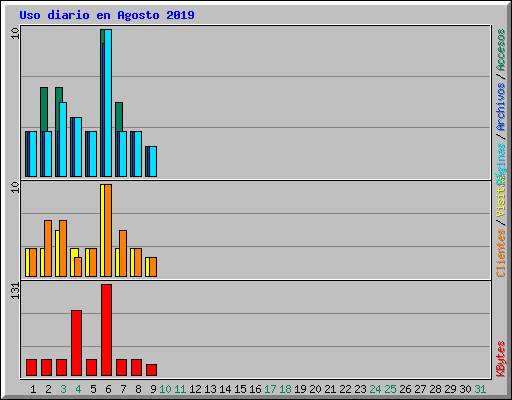 Uso diario en Agosto 2019
10
10
131
Clientes / Visitas
Páginas / Archivos / Accesos
KBytes
1 2 3 4 5 6 7 8 9 10 11 12 13 14 15 16 17 18 19 20 21 22 23 24 25 26 27 28 29 30 31